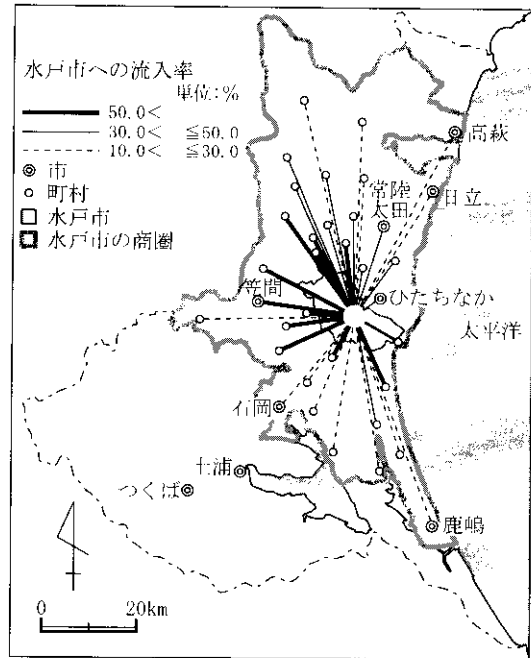 水戸市への流入率
単位:%
50.0<
30.0< ≦50.0
10.0< ≦30.0
市
町村
水戸市
水戸市の商圏
高萩
日立
常陸
太田
笠間
ひたちなか
太平洋
石岡
土浦
つくば
鹿嶋
0 20km